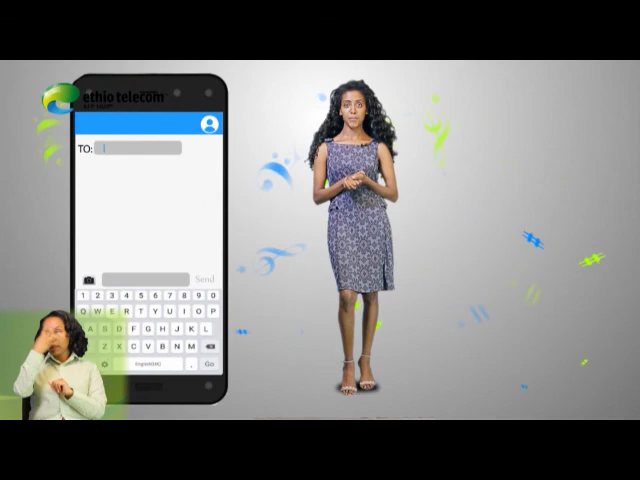 ethio telecom
TO:
Send
1 2 3 4 5 6 7 8 9 0
Q W E R T Y U I O P
A S D F G H J K L
Z X C V B N M
English(UK) . Go